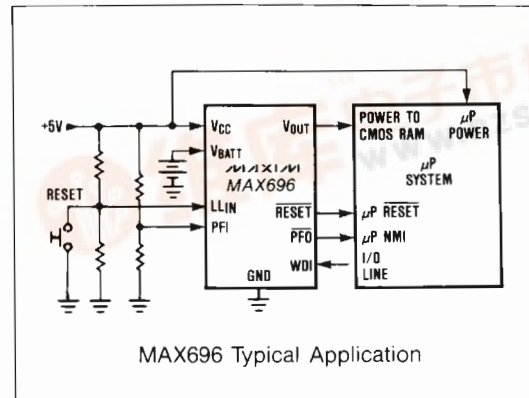 +5V
VCC
VBATT
VOUT
MAXIM
MAX696
RESET
LLIN
PFI
RESET
PFO
WDI
GND
POWER TO
CMOS RAM
μP
POWER
μP
SYSTEM
μP RESET
μP NMI
I/O
LINE
MAX696 Typical Application